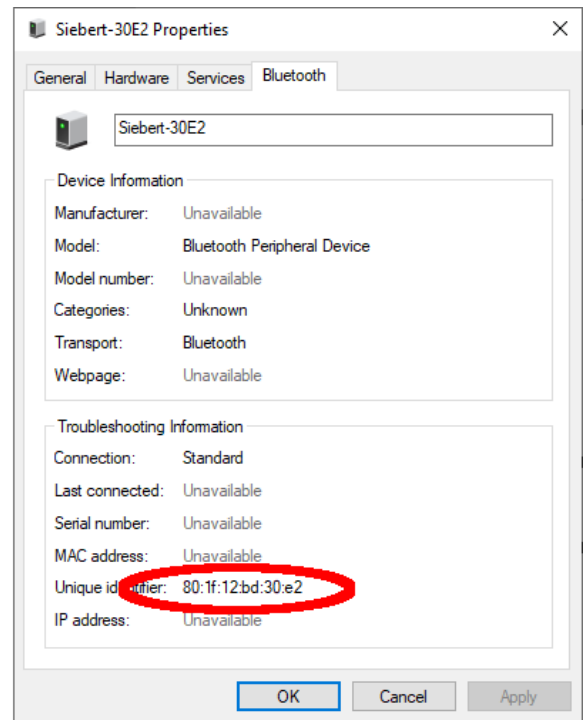 Siebert-30E2 Properties
General Hardware Services Bluetooth
Siebert-30E2
Device Information
Manufacturer: Unavailable
Model: Bluetooth Peripheral Device
Model number: Unavailable
Categories: Unknown
Transport: Bluetooth
Webpage: Unavailable
Troubleshooting Information
Connection: Standard
Last connected: Unavailable
Serial number: Unavailable
MAC address: Unavailable
Unique identifier: 80:1f:12:bd:30:e2
IP address: Unavailable
OK Cancel Apply